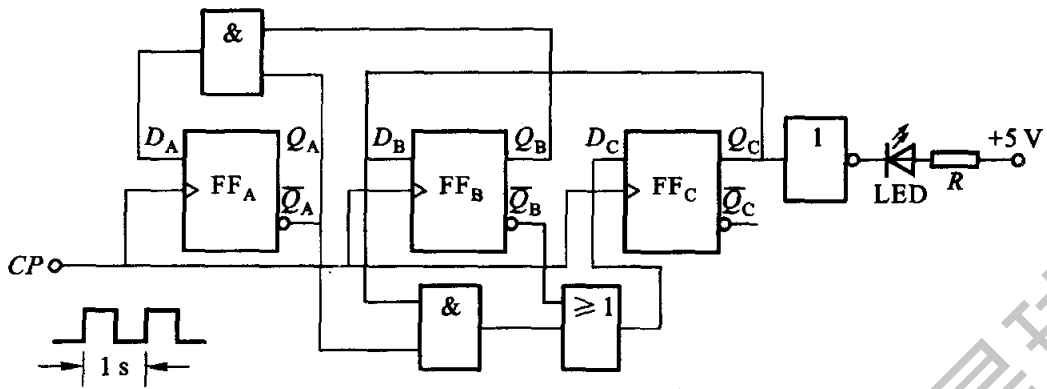 &
D_A Q_A D_B Q_B D_C Q_C 1 +5 V
FF_A FF_B FF_C
Q̅_A Q̅_B Q̅_C LED R
CP
& ≥1
1 s